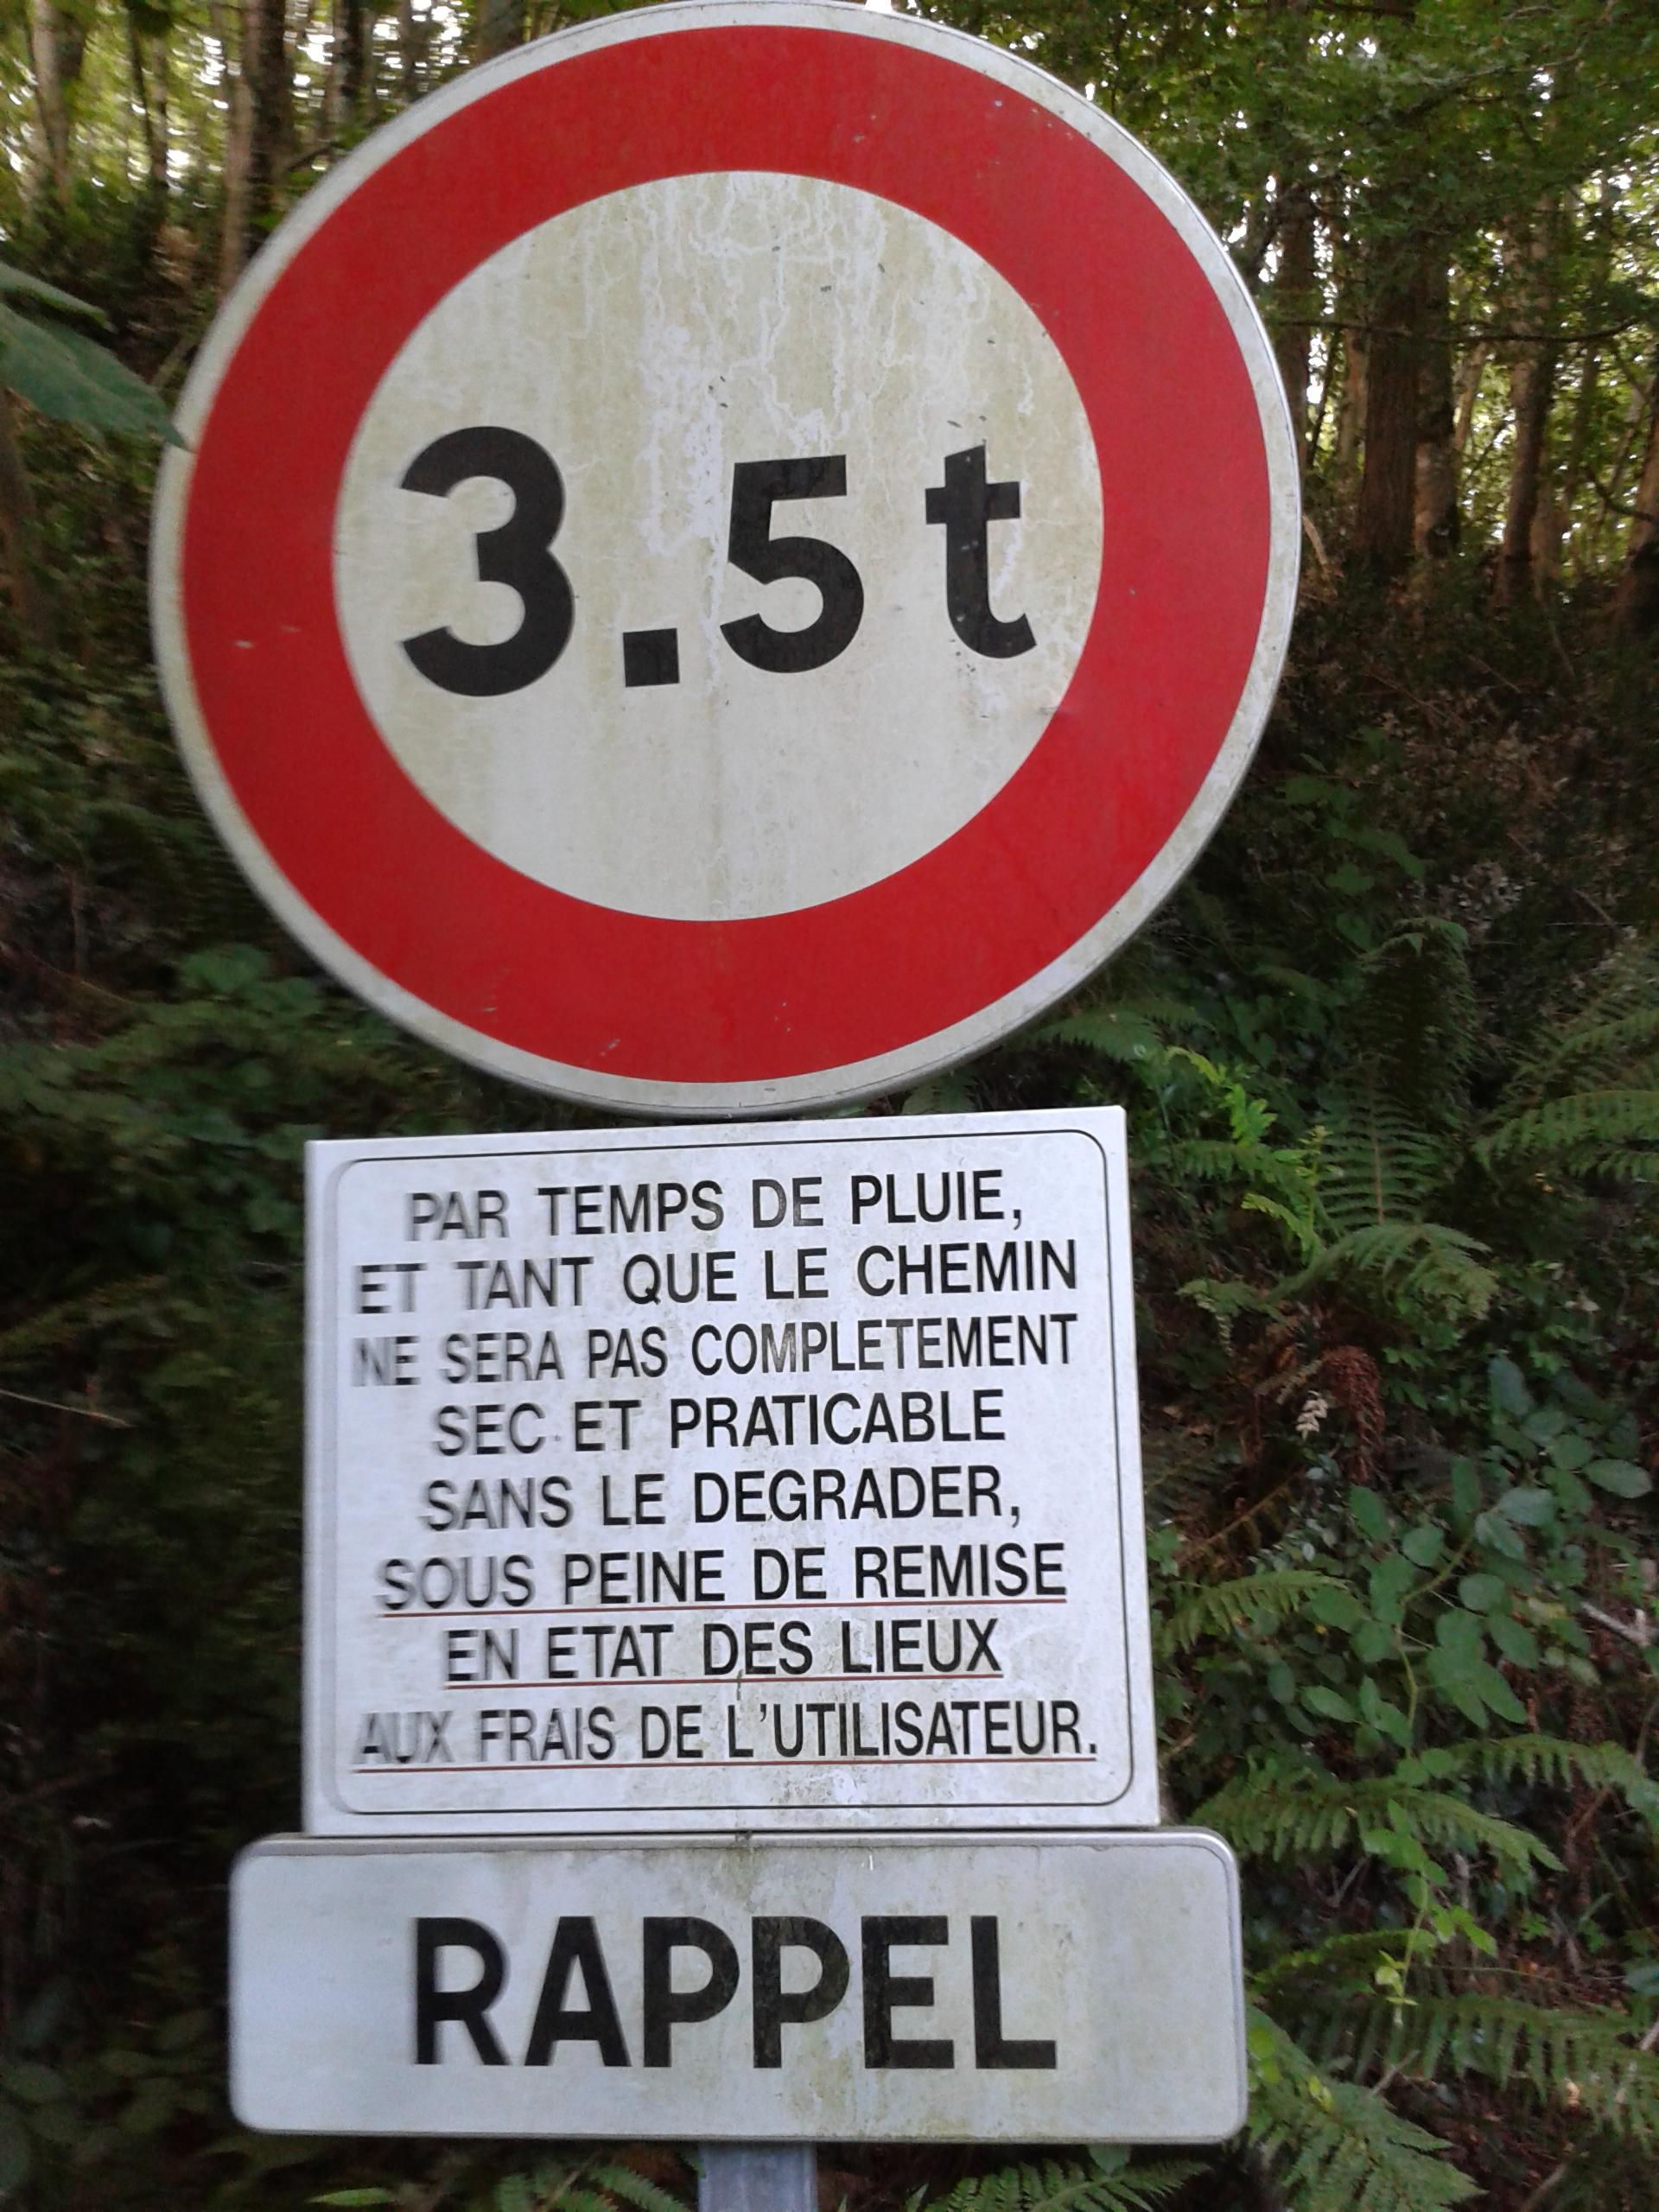 3.5t
PAR TEMPS DE PLUIE,
ET TANT QUE LE CHEMIN
NE SERA PAS COMPLETEMENT
SEC ET PRATICABLE
SANS LE DEGRADER,
SOUS PEINE DE REMISE
EN ETAT DES LIEUX
AUX FRAIS DE L'UTILISATEUR.
RAPPEL